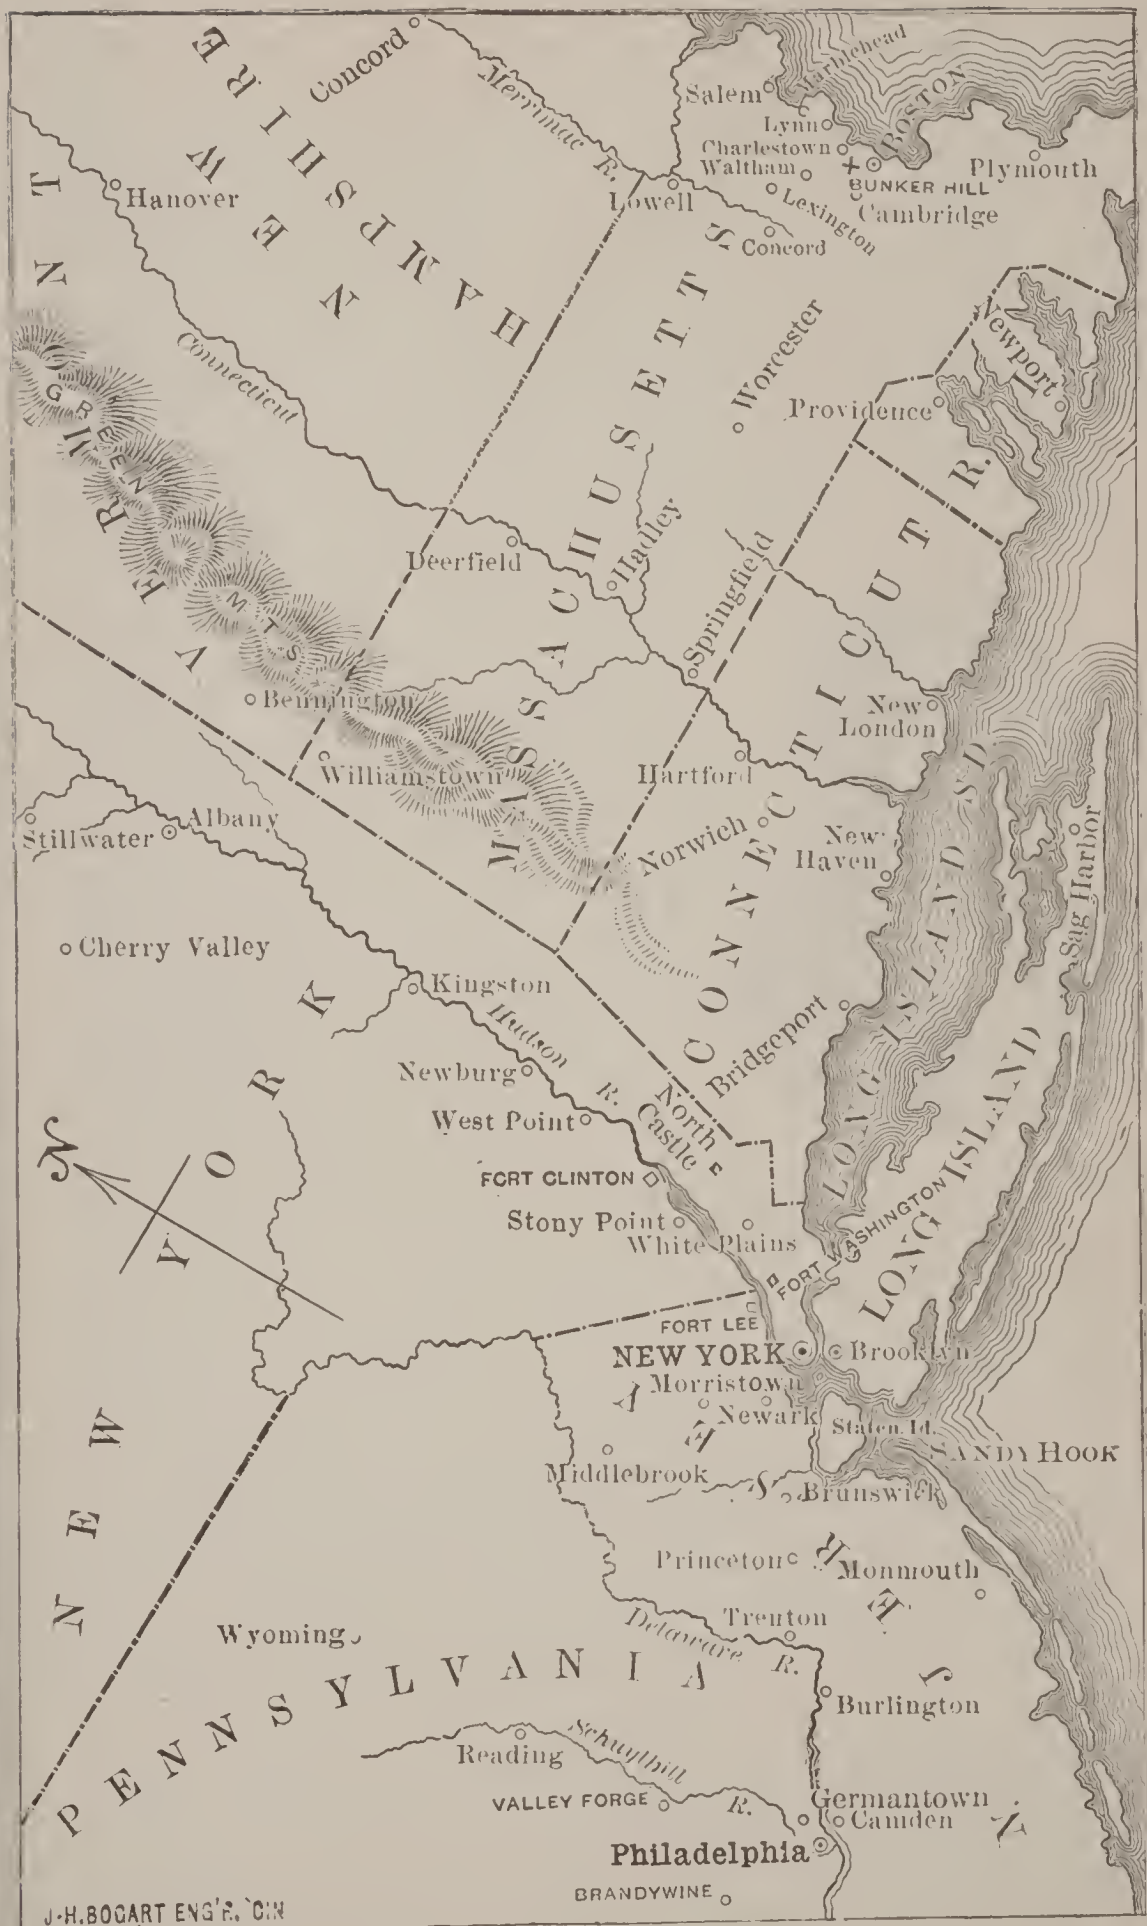 NEW HAMPSHIRE
Concord
Merrimac R.
Salem
Marblehead
Lynn
BOSTON
Charlestown
Waltham
BUNKER HILL
Plymouth
Cambridge
Lexington
Concord
Lowell
Hanover
VERMONT
GREEN MTS
Connecticut
MASSACHUSETTS
Worcester
Newport
Providence
R. I.
Deerfield
Hadley
Springfield
Bennington
Williamstown
CONNECTICUT
New
London
Hartford
Norwich
New
Haven
Bridgeport
LONG ISLAND SD
Sag Harbor
LONG ISLAND
Stillwater
Albany
Cherry Valley
Kingston
Hudson R.
Newburg
West Point
North
Castle
FORT CLINTON
Stony Point
White Plains
FORT WASHINGTON
N
NEW YORK
FORT LEE
NEW YORK
Brooklyn
Morristown
Newark
Staten Id.
SANDY HOOK
Middlebrook
Brunswick
N JERSEY
Princeton
Monmouth
Trenton
Delaware R.
Wyoming
PENNSYLVANIA
Burlington
Reading
Schuylkill R.
VALLEY FORGE
Germantown
Camden
Philadelphia
BRANDYWINE
J.H.BOGART ENG'R. CIN